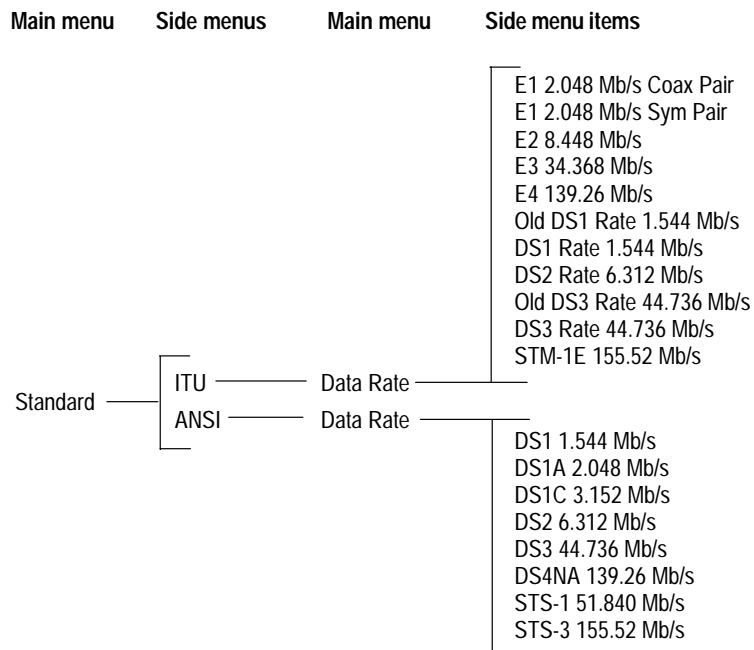 Main menu Side menus Main menu Side menu items
E1 2.048 Mb/s Coax Pair
E1 2.048 Mb/s Sym Pair
E2 8.448 Mb/s
E3 34.368 Mb/s
E4 139.26 Mb/s
Old DS1 Rate 1.544 Mb/s
DS1 Rate 1.544 Mb/s
DS2 Rate 6.312 Mb/s
Old DS3 Rate 44.736 Mb/s
DS3 Rate 44.736 Mb/s
STM-1E 155.52 Mb/s
Standard
ITU Data Rate
ANSI Data Rate
DS1 1.544 Mb/s
DS1A 2.048 Mb/s
DS1C 3.152 Mb/s
DS2 6.312 Mb/s
DS3 44.736 Mb/s
DS4NA 139.26 Mb/s
STS-1 51.840 Mb/s
STS-3 155.52 Mb/s